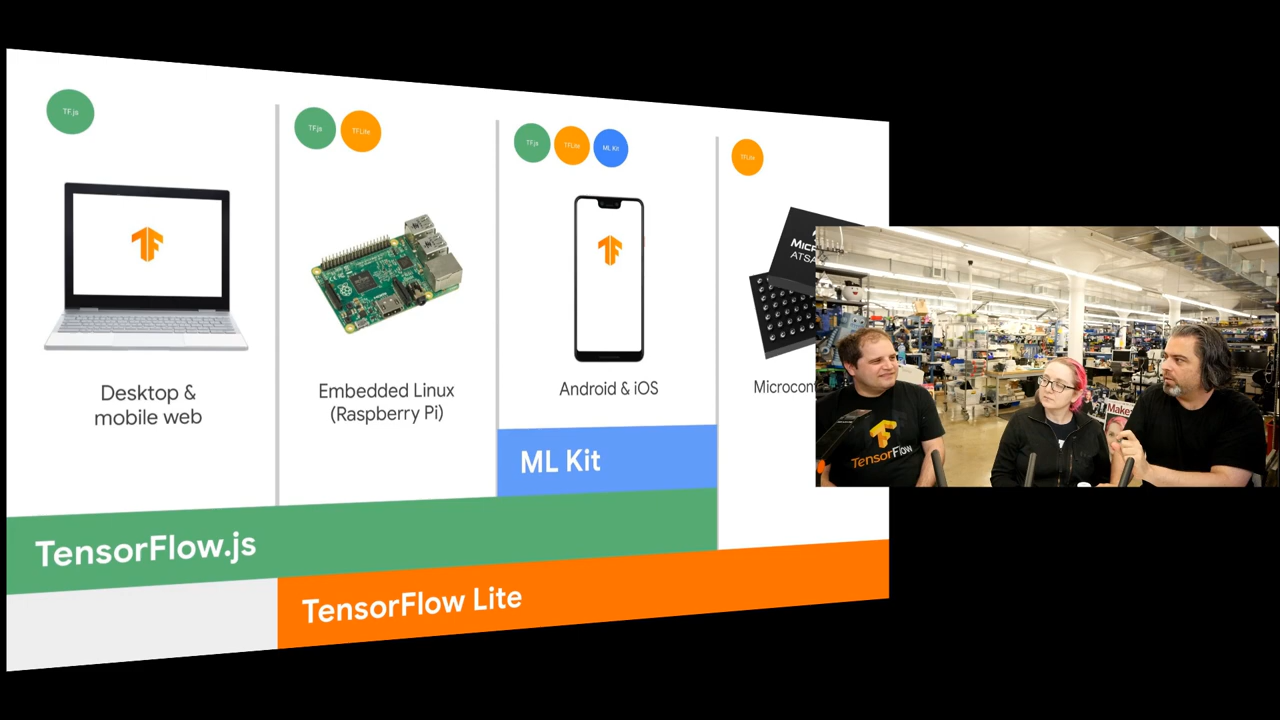 TF.js
TF.js
TFLite
TF.js
TFLite
ML Kit
TFLite
Desktop &
mobile web
Embedded Linux
(Raspberry Pi)
Android & iOS
ML Kit
TensorFlow.js
TensorFlow Lite
TensorFlow
Make: